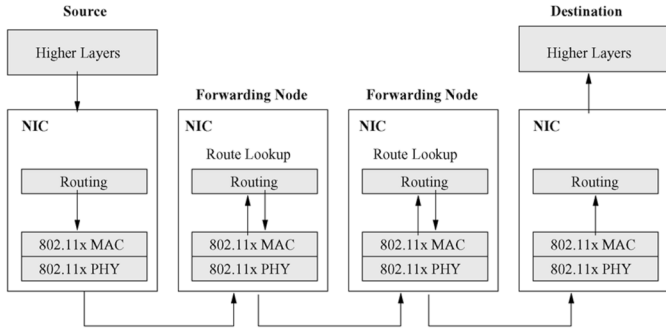 Source
Destination
Higher Layers
Higher Layers
Forwarding Node
Forwarding Node
NIC
NIC
NIC
NIC
Route Lookup
Route Lookup
Routing
Routing
Routing
Routing
802.11x MAC
802.11x MAC
802.11x MAC
802.11x MAC
802.11x PHY
802.11x PHY
802.11x PHY
802.11x PHY